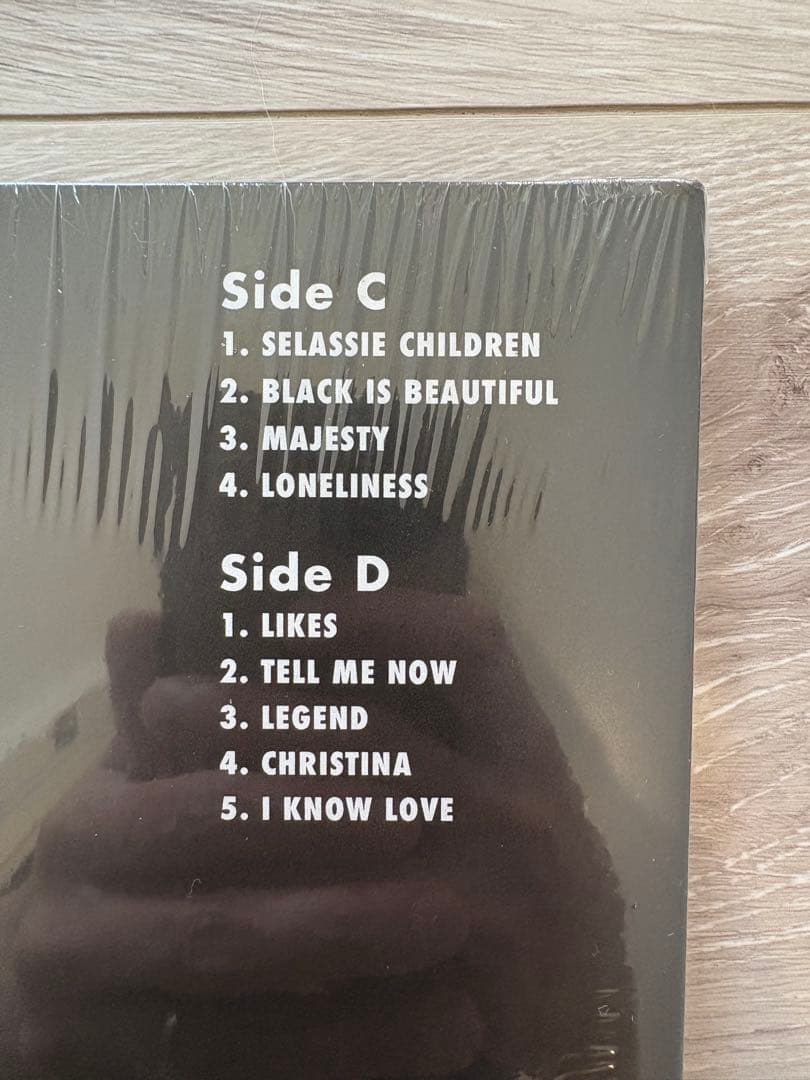 Side C
1. SELASSIE CHILDREN
2. BLACK IS BEAUTIFUL
3. MAJESTY
4. LONELINESS
Side D
1. LIKES
2. TELL ME NOW
3. LEGEND
4. CHRISTINA
5. I KNOW LOVE